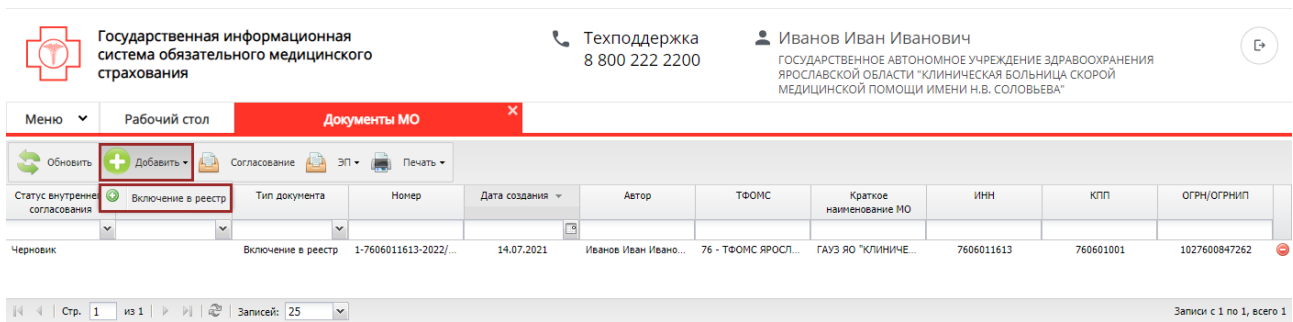 Государственная информационная
система обязательного медицинского
страхования
Техподдержка
8 800 222 2200
Иванов Иван Иванович
ГОСУДАРСТВЕННОЕ АВТОНОМНОЕ УЧРЕЖДЕНИЕ ЗДРАВООХРАНЕНИЯ
ЯРОСЛАВСКОЙ ОБЛАСТИ "КЛИНИЧЕСКАЯ БОЛЬНИЦА СКОРОЙ
МЕДИЦИНСКОЙ ПОМОЩИ ИМЕНИ Н.В. СОЛОВЬЕВА"
Меню Рабочий стол Документы МО
Обновить Добавить Согласование ЭП Печать
Статус внутренне
согласования
Включение в реестр
Тип документа Номер Дата создания Автор ТФОМС
Краткое
наименование МО
ИНН КПП ОГРН/ОГРНИП
Черновик Включение в реестр 1-7606011613-2022/... 14.07.2021 Иванов Иван Ивано... 76 - ТФОМС ЯРОСЛ... ГАУЗ ЯО "КЛИНИЧЕ... 7606011613 760601001 1027600847262
Стр. 1 из 1 Записей: 25 Записи с 1 по 1, всего 1